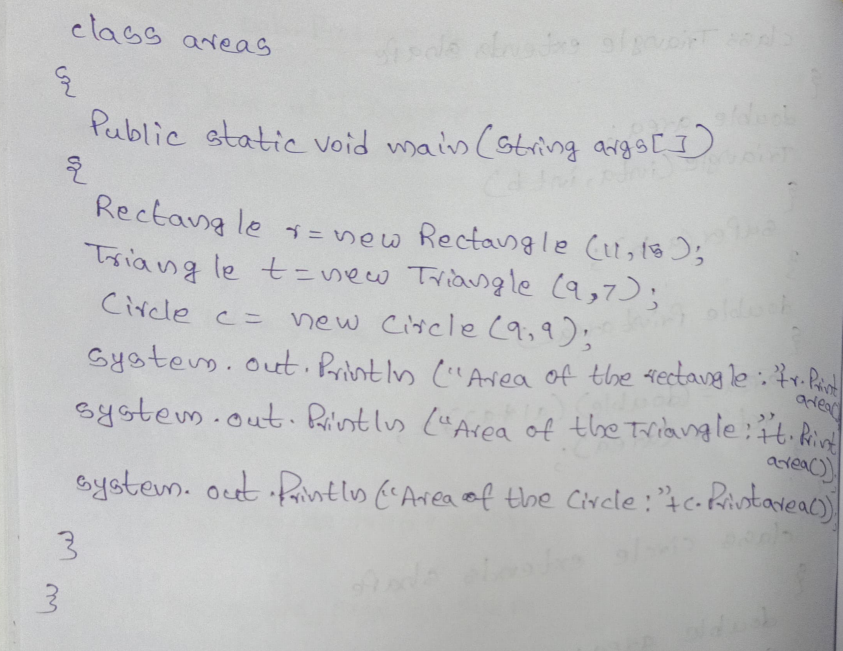 class areas
{
Public static void main (String args[])
{
Rectangle r = new Rectangle (11,18);
Triangle t = new Triangle (9,7);
Circle c = new Circle (9,9);
System.out.Println ("Area of the rectangle:"+r.Print
area()
System.out.Println ("Area of the Triangle:"+t.Print
area())
System.out.Println ("Area of the Circle:"+c.Printarea())
}
}